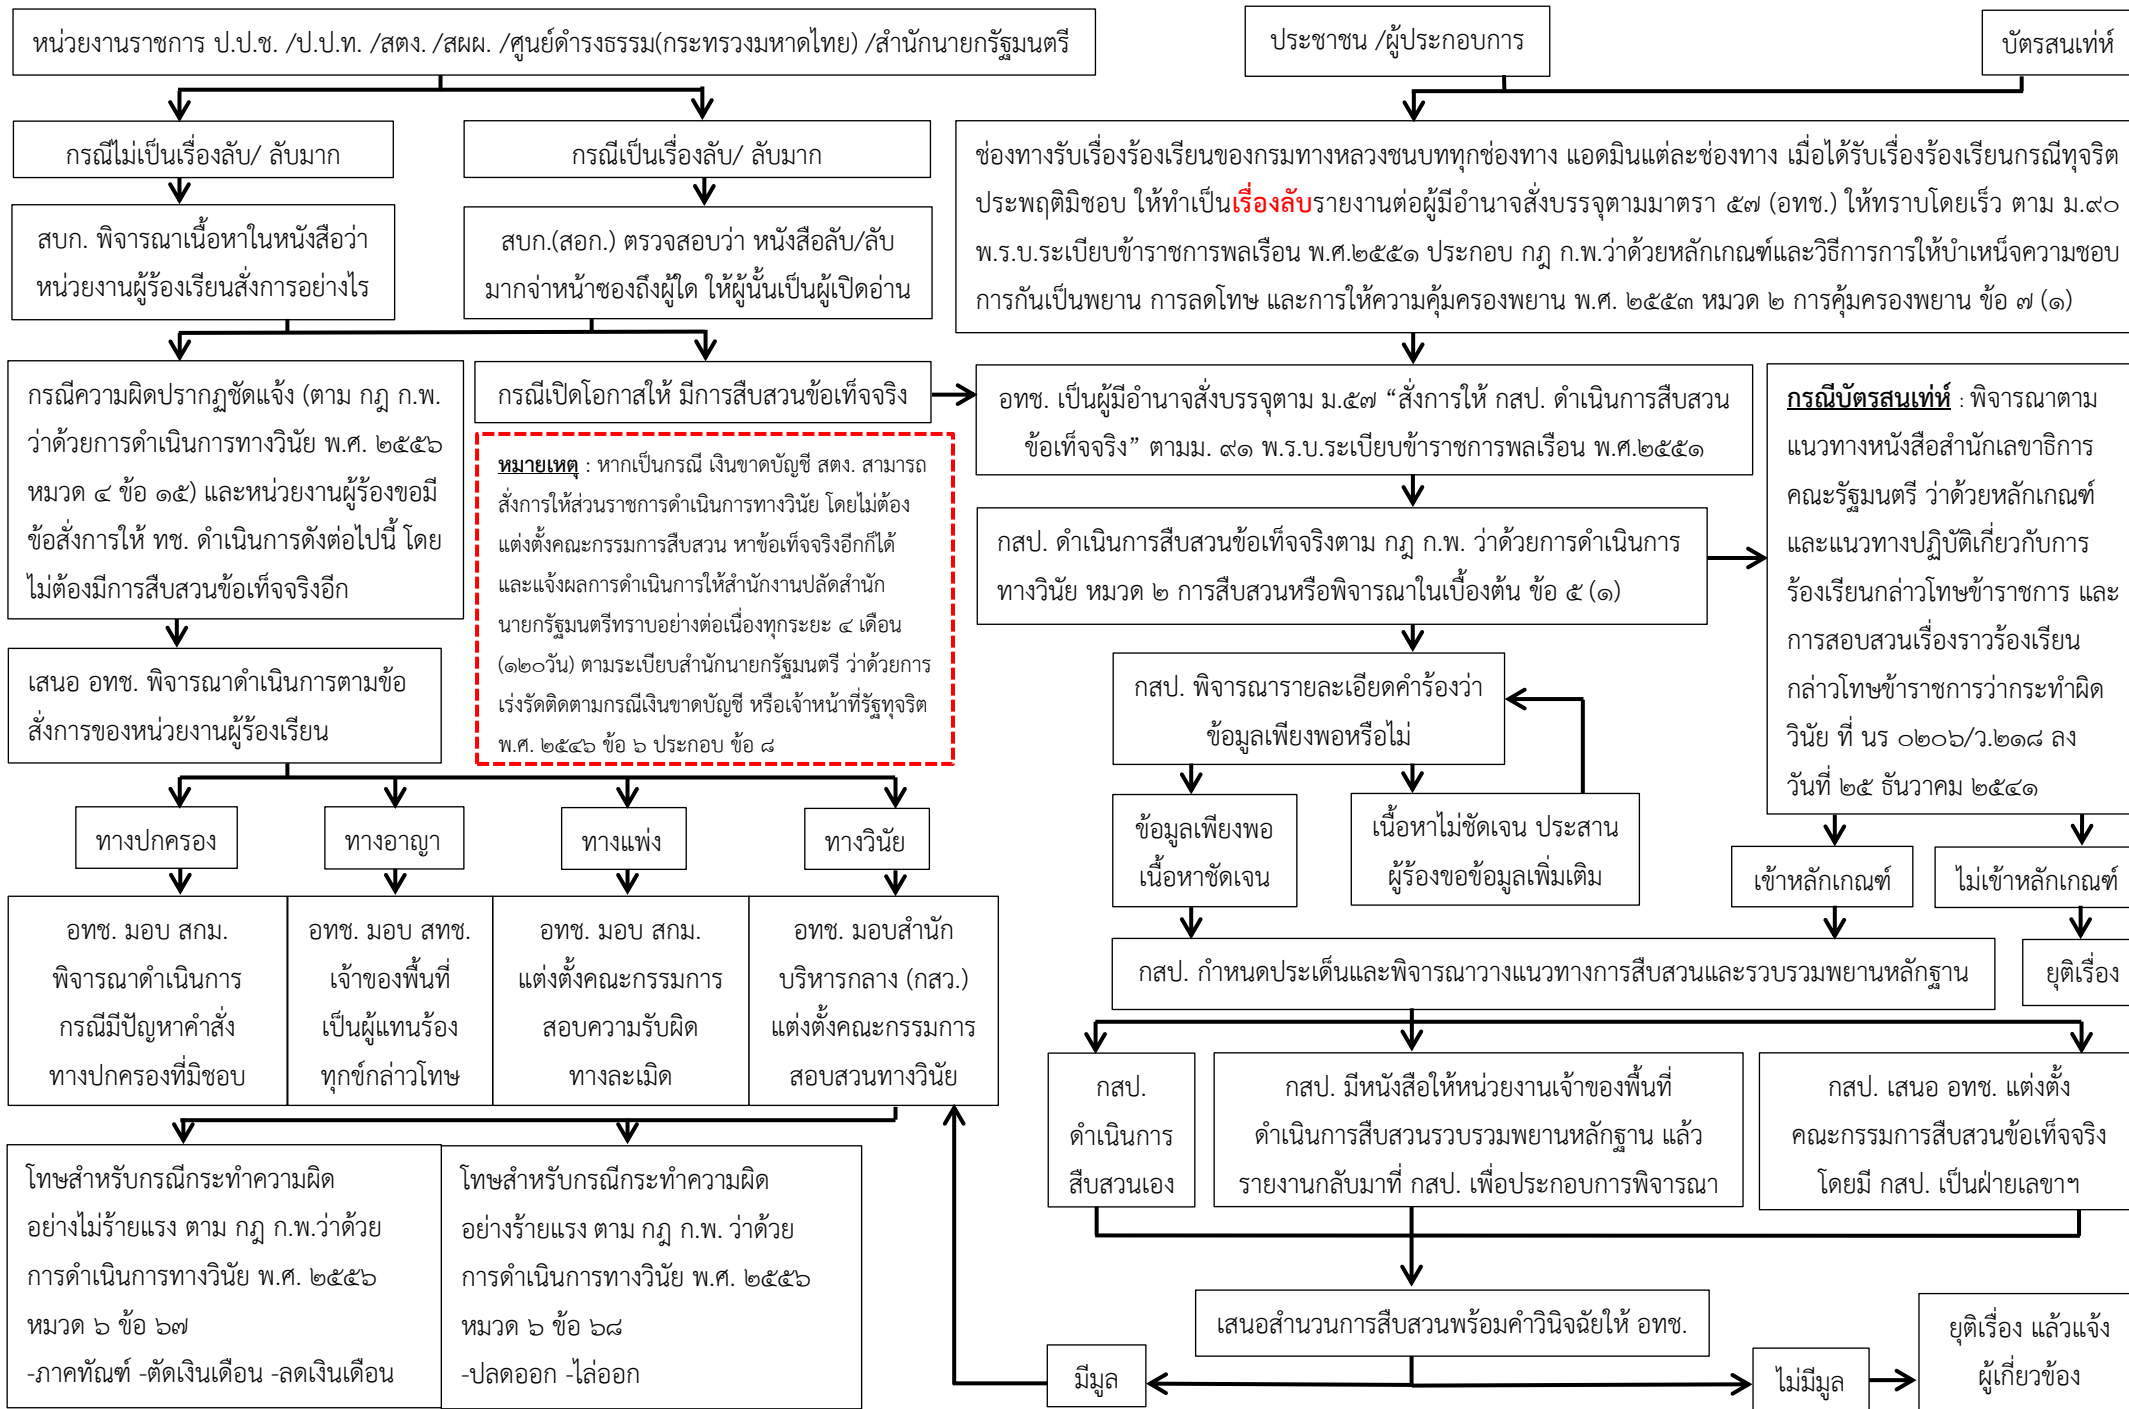 หน่วยงานราชการ ป.ป.ช. /ป.ป.ท. /สตง. /สผผ. /ศูนย์ดำรงธรรม(กระทรวงมหาดไทย) /สำนักนายกรัฐมนตรี
ประชาชน /ผู้ประกอบการ
บัตรสนเท่ห์
กรณีไม่เป็นเรื่องลับ/ ลับมาก
กรณีเป็นเรื่องลับ/ ลับมาก
ช่องทางรับเรื่องร้องเรียนของกรมทางหลวงชนบททุกช่องทาง แอดมินแต่ละช่องทาง เมื่อได้รับเรื่องร้องเรียนกรณีทุจริต
ประพฤติมิชอบ ให้ทำเป็นเรื่องลับรายงานต่อผู้มีอำนาจสั่งบรรจุตามมาตรา ๕๗ (อทช.) ให้ทราบโดยเร็ว ตาม ม.๙๐
พ.ร.บ.ระเบียบข้าราชการพลเรือน พ.ศ.๒๕๕๑ ประกอบ กฎ ก.พ.ว่าด้วยหลักเกณฑ์และวิธีการการให้บำเหน็จความชอบ
การกันเป็นพยาน การลดโทษ และการให้ความคุ้มครองพยาน พ.ศ. ๒๕๕๓ หมวด ๒ การคุ้มครองพยาน ข้อ ๗ (๑)
สบก. พิจารณาเนื้อหาในหนังสือว่า
หน่วยงานผู้ร้องเรียนสั่งการอย่างไร
สบก.(สอก.) ตรวจสอบว่า หนังสือลับ/ลับ
มากจ่าหน้าซองถึงผู้ใด ให้ผู้นั้นเป็นผู้เปิดอ่าน
กรณีความผิดปรากฏชัดแจ้ง (ตาม กฎ ก.พ.
ว่าด้วยการดำเนินการทางวินัย พ.ศ. ๒๕๕๖
หมวด ๔ ข้อ ๑๕) และหน่วยงานผู้ร้องขอมี
ข้อสั่งการให้ ทช. ดำเนินการดังต่อไปนี้ โดย
ไม่ต้องมีการสืบสวนข้อเท็จจริงอีก
กรณีเปิดโอกาสให้ มีการสืบสวนข้อเท็จจริง
หมายเหตุ : หากเป็นกรณี เงินขาดบัญชี สตง. สามารถ
สั่งการให้ส่วนราชการดำเนินการทางวินัย โดยไม่ต้อง
แต่งตั้งคณะกรรมการสืบสวน หาข้อเท็จจริงอีกก็ได้
และแจ้งผลการดำเนินการให้สำนักงานปลัดสำนัก
นายกรัฐมนตรีทราบอย่างต่อเนื่องทุกระยะ ๔ เดือน
(๑๒๐วัน) ตามระเบียบสำนักนายกรัฐมนตรี ว่าด้วยการ
เร่งรัดติดตามกรณีเงินขาดบัญชี หรือเจ้าหน้าที่รัฐทุจริต
พ.ศ. ๒๕๔๖ ข้อ ๖ ประกอบ ข้อ ๘
อทช. เป็นผู้มีอำนาจสั่งบรรจุตาม ม.๕๗ “สั่งการให้ กสป. ดำเนินการสืบสวน
ข้อเท็จจริง” ตามม. ๙๑ พ.ร.บ.ระเบียบข้าราชการพลเรือน พ.ศ.๒๕๕๑
กสป. ดำเนินการสืบสวนข้อเท็จจริงตาม กฎ ก.พ. ว่าด้วยการดำเนินการ
ทางวินัย หมวด ๒ การสืบสวนหรือพิจารณาในเบื้องต้น ข้อ ๕ (๑)
กรณีบัตรสนเท่ห์ : พิจารณาตาม
แนวทางหนังสือสำนักเลขาธิการ
คณะรัฐมนตรี ว่าด้วยหลักเกณฑ์
และแนวทางปฏิบัติเกี่ยวกับการ
ร้องเรียนกล่าวโทษข้าราชการ และ
การสอบสวนเรื่องราวร้องเรียน
กล่าวโทษข้าราชการว่ากระทำผิด
วินัย ที่ นร ๐๒๐๖/ว.๒๑๘ ลง
วันที่ ๒๕ ธันวาคม ๒๕๔๑
เสนอ อทช. พิจารณาดำเนินการตามข้อ
สั่งการของหน่วยงานผู้ร้องเรียน
กสป. พิจารณารายละเอียดคำร้องว่า
ข้อมูลเพียงพอหรือไม่
ทางปกครอง
ทางอาญา
ทางแพ่ง
ทางวินัย
ข้อมูลเพียงพอ
เนื้อหาชัดเจน
เนื้อหาไม่ชัดเจน ประสาน
ผู้ร้องขอข้อมูลเพิ่มเติม
เข้าหลักเกณฑ์
ไม่เข้าหลักเกณฑ์
อทช. มอบ สกม.
พิจารณาดำเนินการ
กรณีมีปัญหาคำสั่ง
ทางปกครองที่มิชอบ
อทช. มอบ สทช.
เจ้าของพื้นที่
เป็นผู้แทนร้อง
ทุกข์กล่าวโทษ
อทช. มอบ สกม.
แต่งตั้งคณะกรรมการ
สอบความรับผิด
ทางละเมิด
อทช. มอบสำนัก
บริหารกลาง (กสว.)
แต่งตั้งคณะกรรมการ
สอบสวนทางวินัย
กสป. กำหนดประเด็นและพิจารณาวางแนวทางการสืบสวนและรวบรวมพยานหลักฐาน
ยุติเรื่อง
กสป.
ดำเนินการ
สืบสวนเอง
กสป. มีหนังสือให้หน่วยงานเจ้าของพื้นที่
ดำเนินการสืบสวนรวบรวมพยานหลักฐาน แล้ว
รายงานกลับมาที่ กสป. เพื่อประกอบการพิจารณา
กสป. เสนอ อทช. แต่งตั้ง
คณะกรรมการสืบสวนข้อเท็จจริง
โดยมี กสป. เป็นฝ่ายเลขาฯ
โทษสำหรับกรณีกระทำความผิด
อย่างไม่ร้ายแรง ตาม กฎ ก.พ.ว่าด้วย
การดำเนินการทางวินัย พ.ศ. ๒๕๕๖
หมวด ๖ ข้อ ๖๗
-ภาคทัณฑ์ -ตัดเงินเดือน -ลดเงินเดือน
โทษสำหรับกรณีกระทำความผิด
อย่างร้ายแรง ตาม กฎ ก.พ. ว่าด้วย
การดำเนินการทางวินัย พ.ศ. ๒๕๕๖
หมวด ๖ ข้อ ๖๘
-ปลดออก -ไล่ออก
เสนอสำนวนการสืบสวนพร้อมคำวินิจฉัยให้ อทช.
มีมูล
ไม่มีมูล
ยุติเรื่อง แล้วแจ้ง
ผู้เกี่ยวข้อง